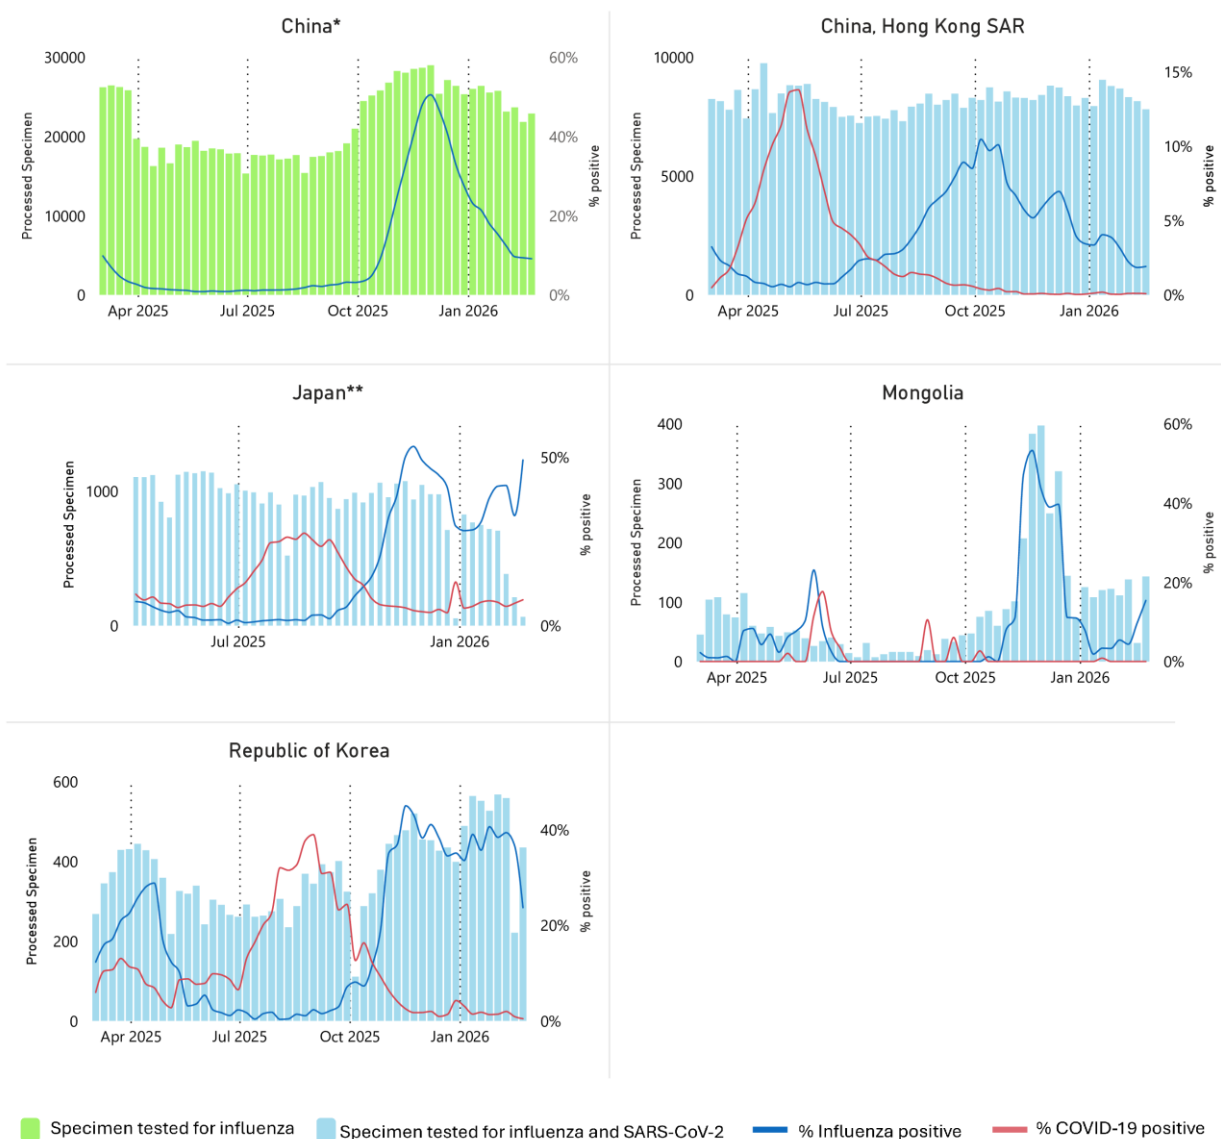 China*
Processed Specimen
30000
20000
10000
0
60%
40%
20%
0%
% positive
Apr 2025
Jul 2025
Oct 2025
Jan 2026
China, Hong Kong SAR
Processed Specimen
10000
5000
0
15%
10%
5%
0%
% positive
Apr 2025
Jul 2025
Oct 2025
Jan 2026
Japan**
Processed Specimen
1000
0
50%
0%
% positive
Jul 2025
Jan 2026
Mongolia
Processed Specimen
400
300
200
100
0
60%
40%
20%
0%
% positive
Apr 2025
Jul 2025
Oct 2025
Jan 2026
Republic of Korea
Processed Specimen
600
400
200
0
40%
20%
0%
% positive
Apr 2025
Jul 2025
Oct 2025
Jan 2026
Specimen tested for influenza
Specimen tested for influenza and SARS-CoV-2
% Influenza positive
% COVID-19 positive